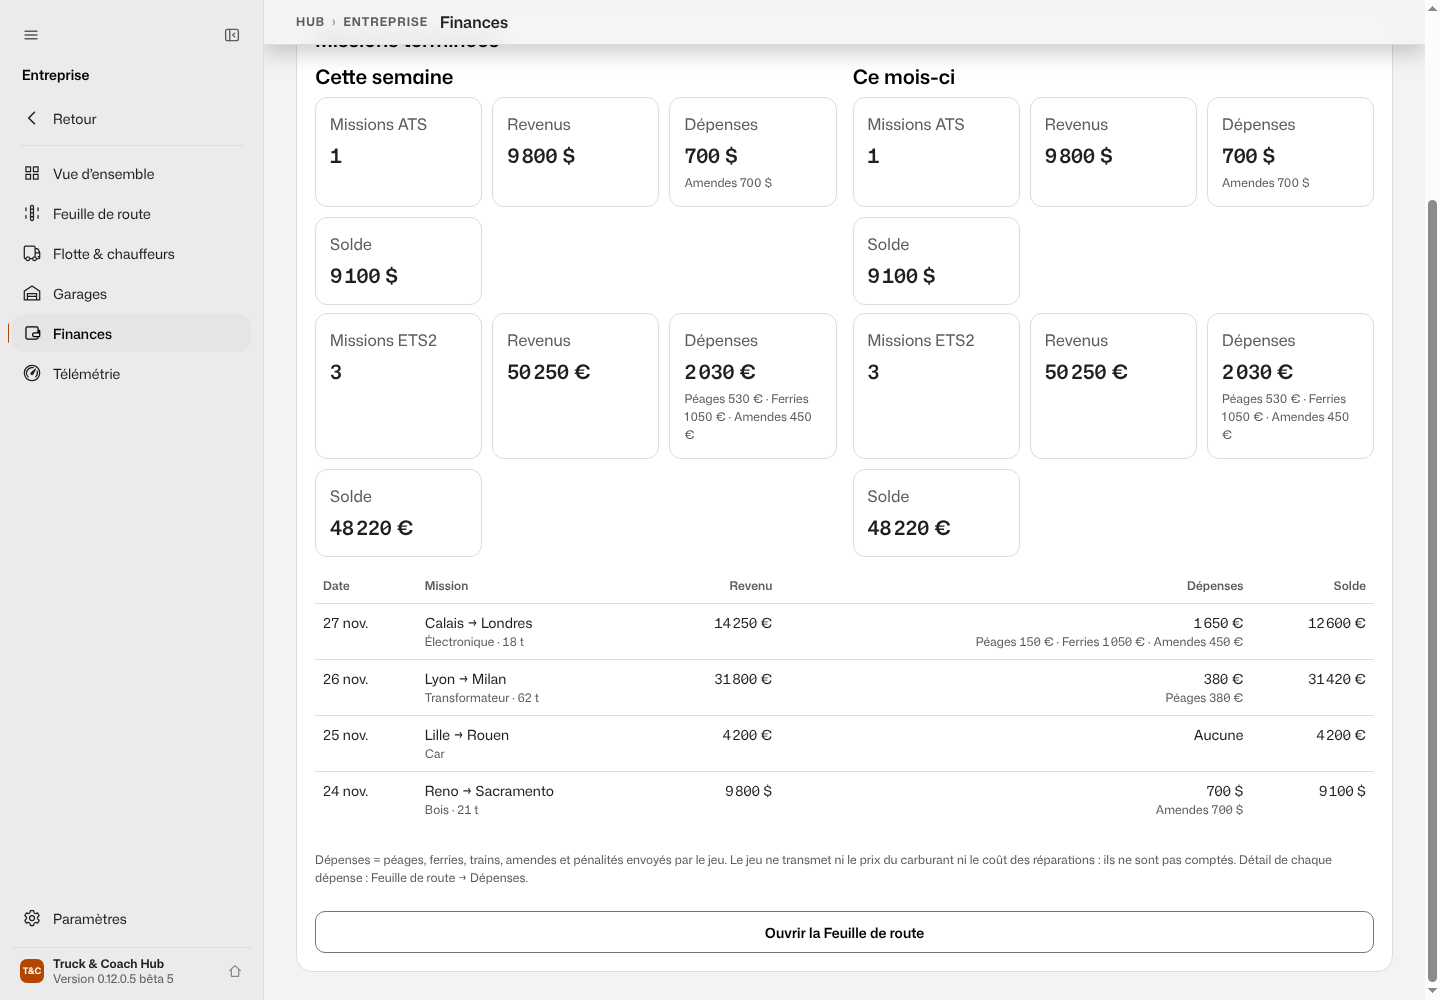 HUB › ENTREPRISE Finances
Entreprise
Retour
Vue d'ensemble
Feuille de route
Flotte & chauffeurs
Garages
Finances
Télémétrie
Paramètres
T&C
Truck & Coach Hub
Version 0.12.0.5 bêta 5
Missions terminées
Cette semaine
Missions ATS
1
Revenus
9 800 $
Dépenses
700 $
Amendes 700 $
Solde
9 100 $
Missions ETS2
3
Revenus
50 250 €
Dépenses
2 030 €
Péages 530 € · Ferries
1 050 € · Amendes 450
€
Solde
48 220 €
Ce mois-ci
Missions ATS
1
Revenus
9 800 $
Dépenses
700 $
Amendes 700 $
Solde
9 100 $
Missions ETS2
3
Revenus
50 250 €
Dépenses
2 030 €
Péages 530 € · Ferries
1 050 € · Amendes 450
€
Solde
48 220 €
Date Mission Revenu Dépenses Solde
27 nov. Calais → Londres 14 250 € 1 650 € 12 600 €
Électronique · 18 t Péages 150 € · Ferries 1 050 € · Amendes 450 €
26 nov. Lyon → Milan 31 800 € 380 € 31 420 €
Transformateur · 62 t Péages 380 €
25 nov. Lille → Rouen 4 200 € Aucune 4 200 €
Car
24 nov. Reno → Sacramento 9 800 $ 700 $ 9 100 $
Bois · 21 t Amendes 700 $
Dépenses = péages, ferries, trains, amendes et pénalités envoyés par le jeu. Le jeu ne transmet ni le prix du carburant ni le coût des réparations : ils ne sont pas comptés. Détail de chaque
dépense : Feuille de route → Dépenses.
Ouvrir la Feuille de route